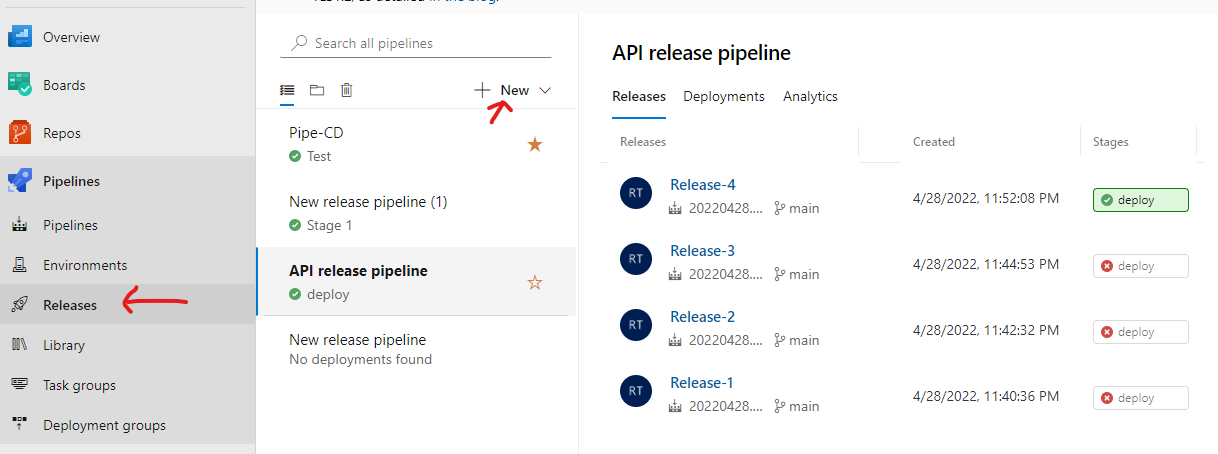 Overview
Boards
Repos
Pipelines
Pipelines
Environments
Releases
Library
Task groups
Deployment groups
in the blog.
Search all pipelines
New
Pipe-CD
Test
New release pipeline (1)
Stage 1
API release pipeline
deploy
New release pipeline
No deployments found
API release pipeline
Releases Deployments Analytics
Releases Created Stages
RT Release-4 4/28/2022, 11:52:08 PM deploy
20220428.... main
RT Release-3 4/28/2022, 11:44:53 PM deploy
20220428.... main
RT Release-2 4/28/2022, 11:42:32 PM deploy
20220428.... main
RT Release-1 4/28/2022, 11:40:36 PM deploy
20220428.... main